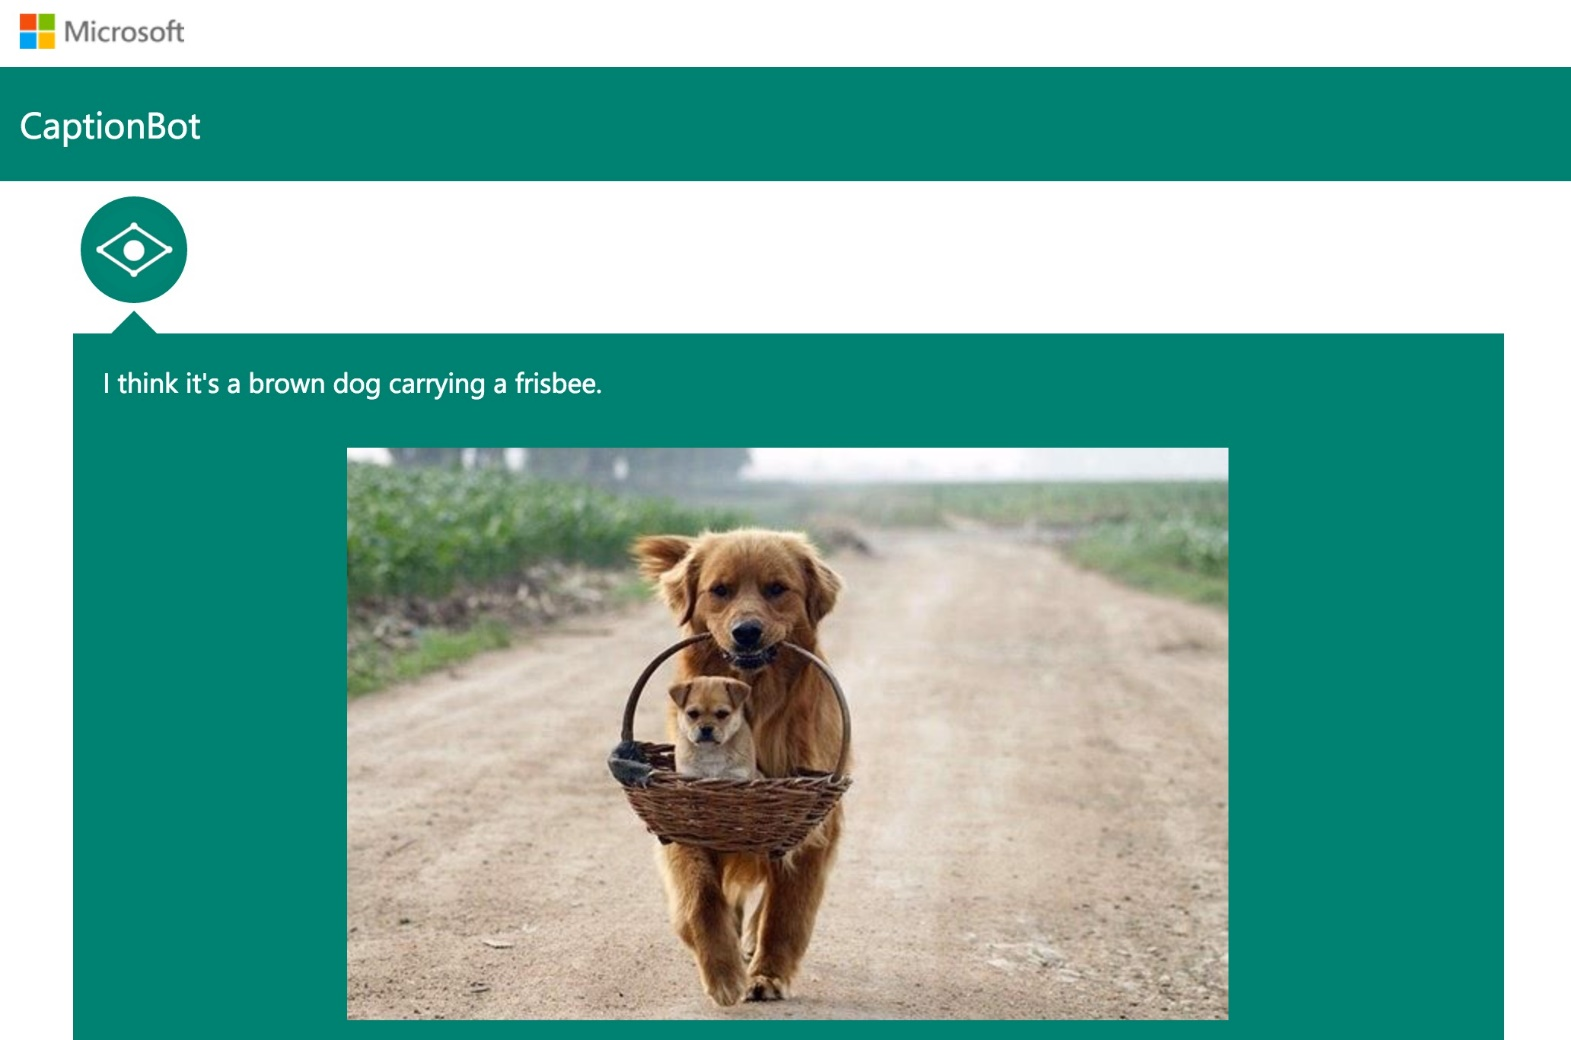 Microsoft
CaptionBot
I think it's a brown dog carrying a frisbee.